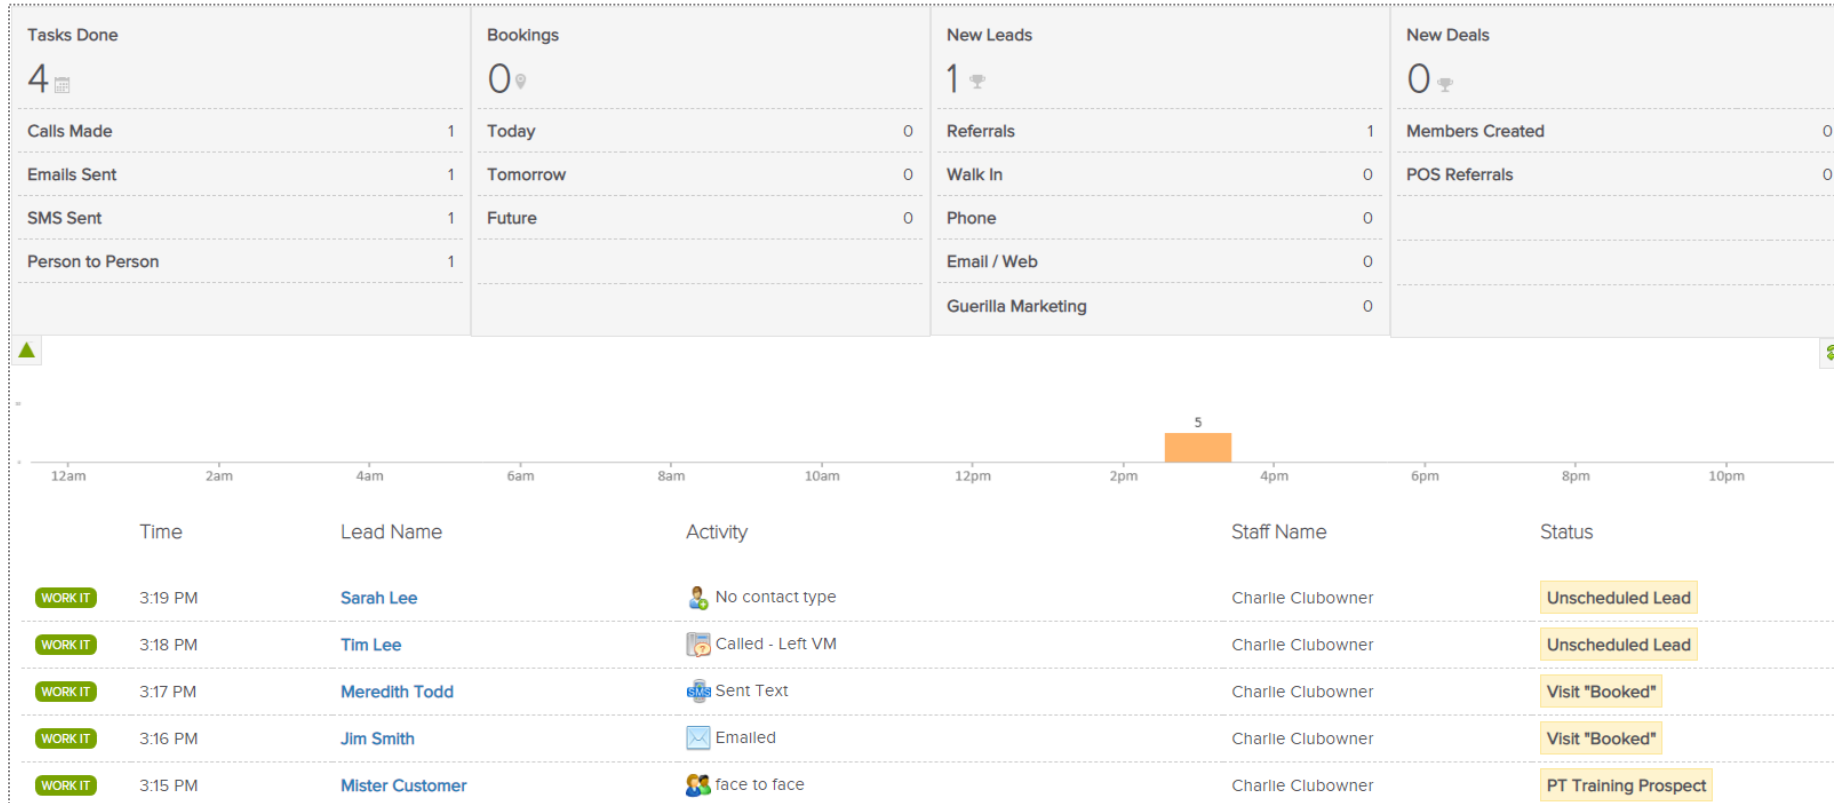 Tasks Done
4
Calls Made 1
Emails Sent 1
SMS Sent 1
Person to Person 1
Bookings
0
Today 0
Tomorrow 0
Future 0
New Leads
1
Referrals 1
Walk In 0
Phone 0
Email / Web 0
Guerilla Marketing 0
New Deals
0
Members Created 0
POS Referrals 0
5
12am 2am 4am 6am 8am 10am 12pm 2pm 4pm 6pm 8pm 10pm
Time Lead Name Activity Staff Name Status
WORK IT 3:19 PM Sarah Lee No contact type Charlie Clubowner Unscheduled Lead
WORK IT 3:18 PM Tim Lee Called - Left VM Charlie Clubowner Unscheduled Lead
WORK IT 3:17 PM Meredith Todd SMS Sent Text Charlie Clubowner Visit "Booked"
WORK IT 3:16 PM Jim Smith Emailed Charlie Clubowner Visit "Booked"
WORK IT 3:15 PM Mister Customer face to face Charlie Clubowner PT Training Prospect